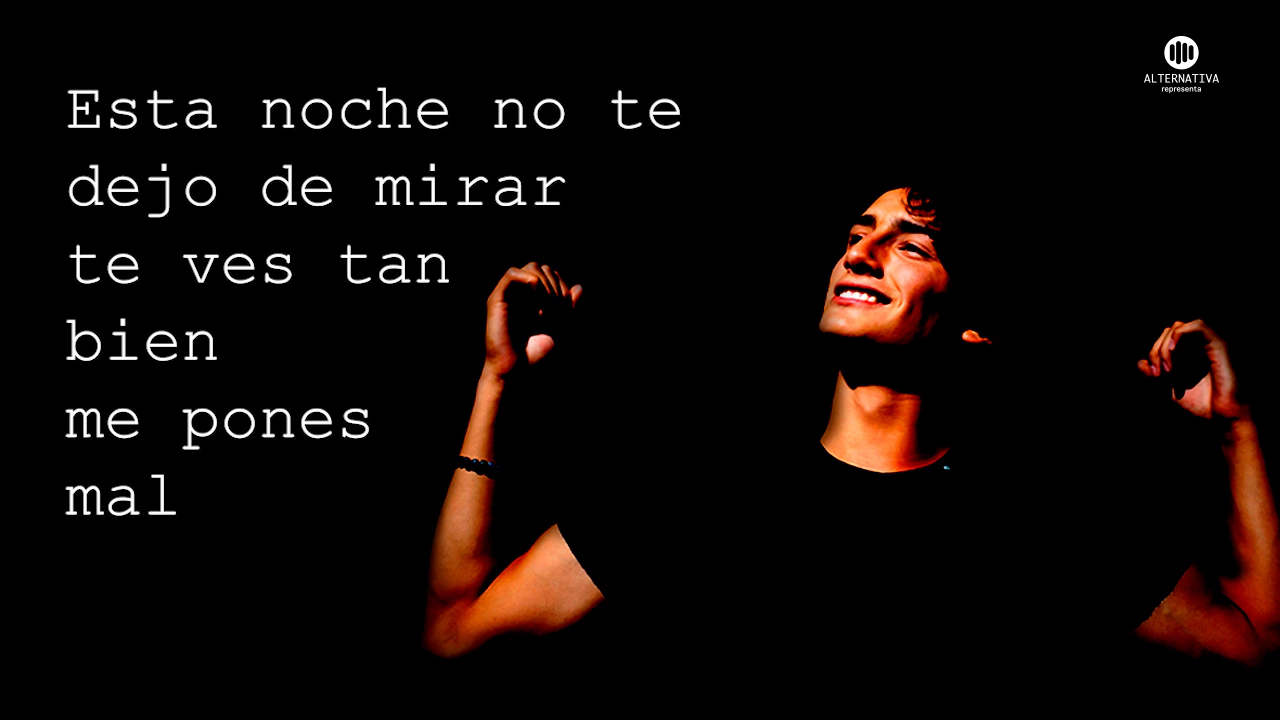 Esta noche no te
dejo de mirar
te ves tan
bien
me pones
mal
ALTERNATIVA
representa